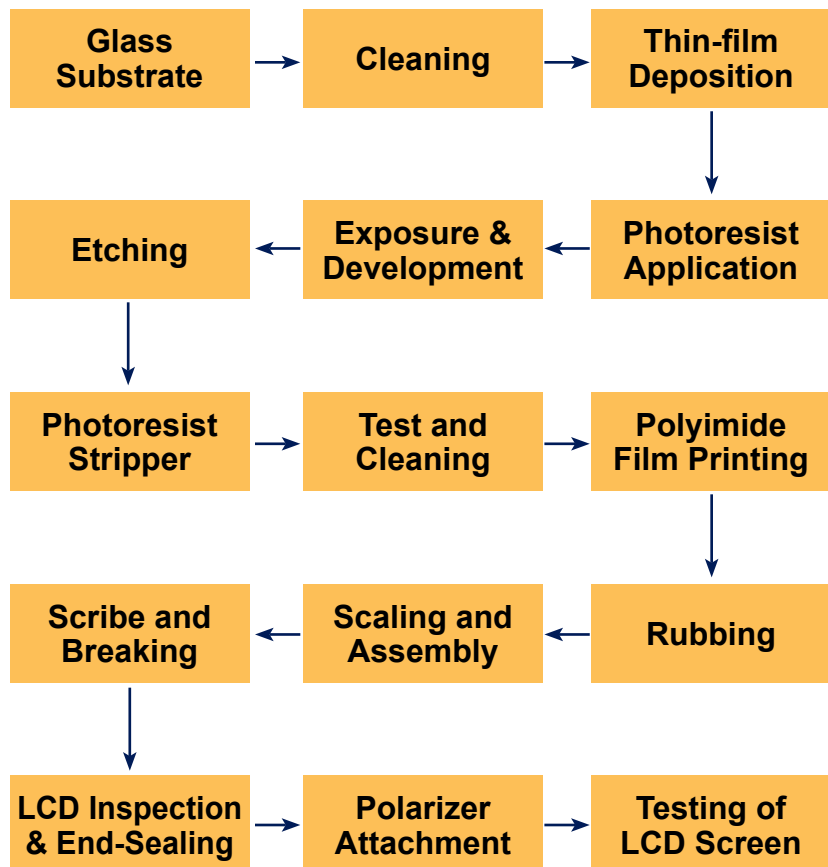 Glass
Substrate
Cleaning
Thin-film
Deposition
Photoresist
Application
Exposure &
Development
Etching
Photoresist
Stripper
Test and
Cleaning
Polyimide
Film Printing
Rubbing
Scaling and
Assembly
Scribe and
Breaking
LCD Inspection
& End-Sealing
Polarizer
Attachment
Testing of
LCD Screen